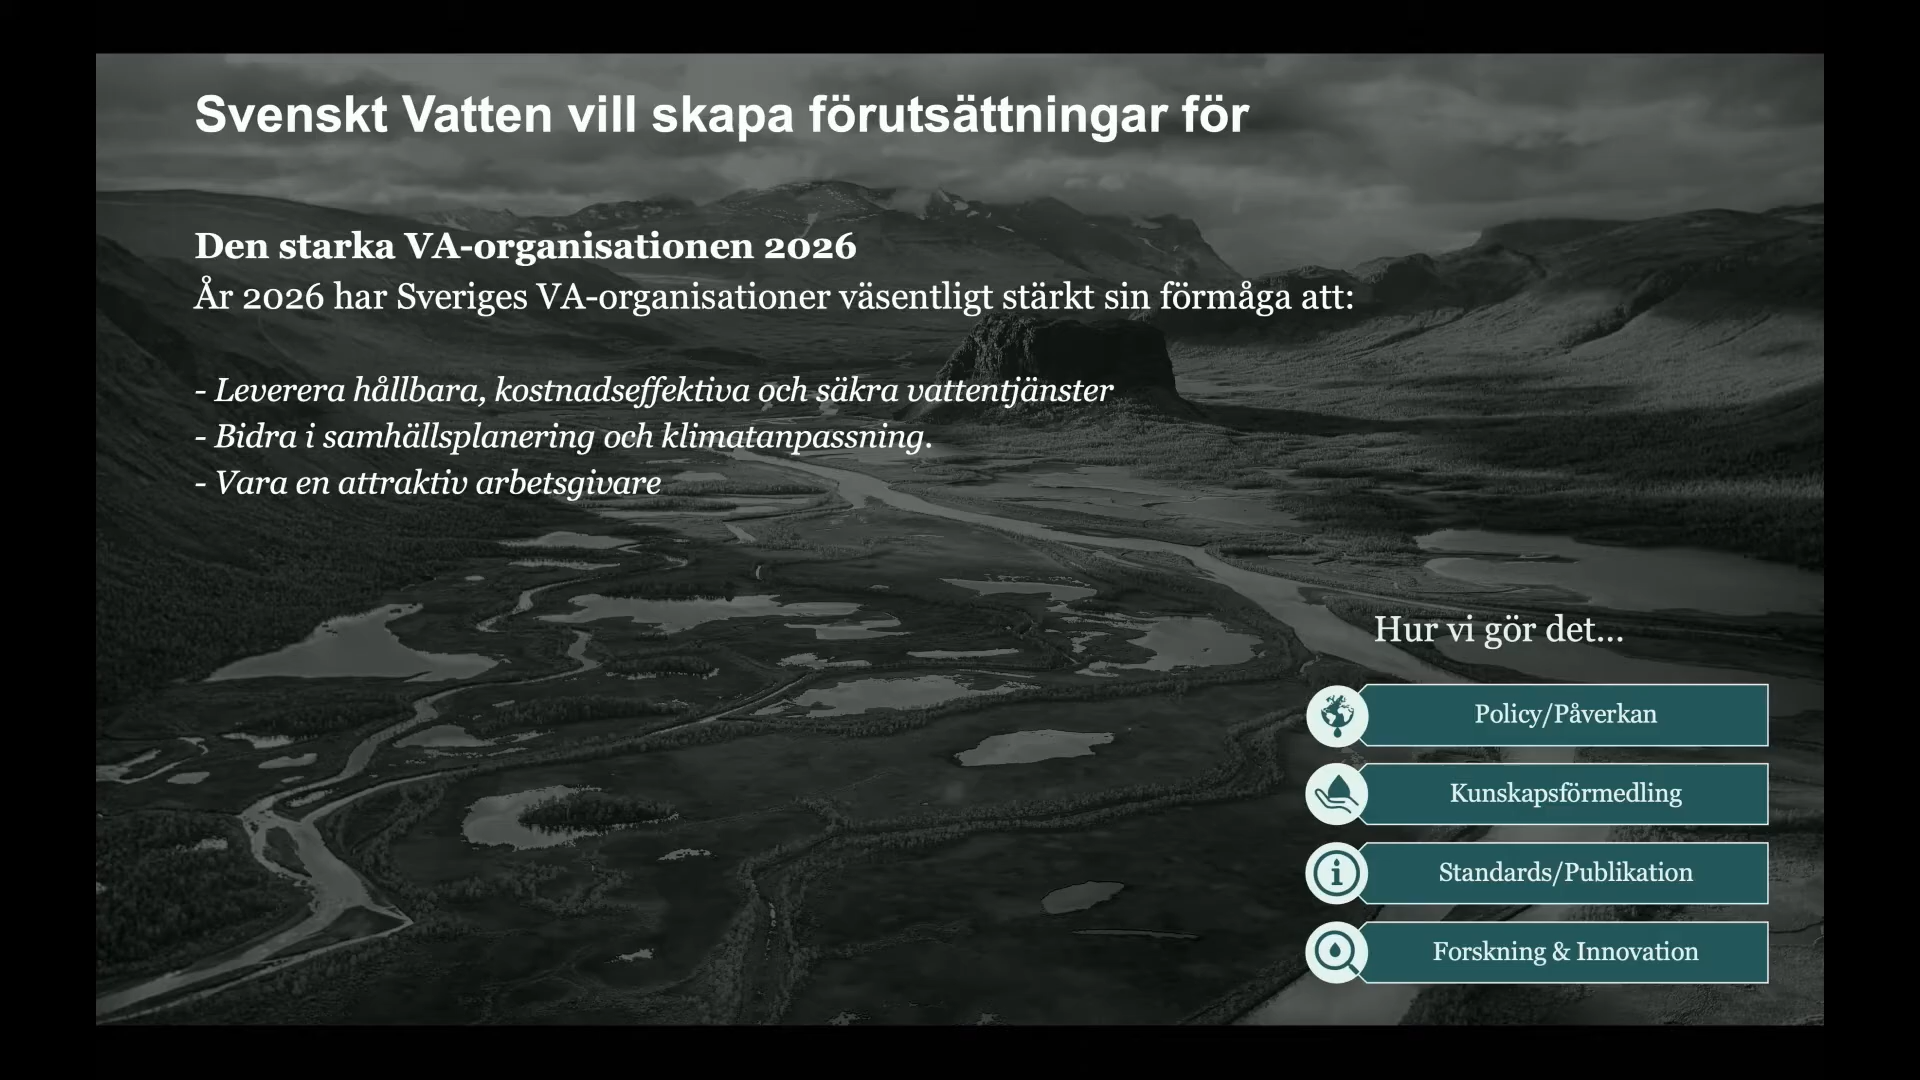 Svenskt Vatten vill skapa förutsättningar för
Den starka VA-organisationen 2026
År 2026 har Sveriges VA-organisationer väsentligt stärkt sin förmåga att:
- Leverera hållbara, kostnadseffektiva och säkra vattentjänster
- Bidra i samhällsplanering och klimatanpassning.
- Vara en attraktiv arbetsgivare
Hur vi gör det...
Policy/Påverkan
Kunskapsförmedling
Standards/Publikation
Forskning & Innovation